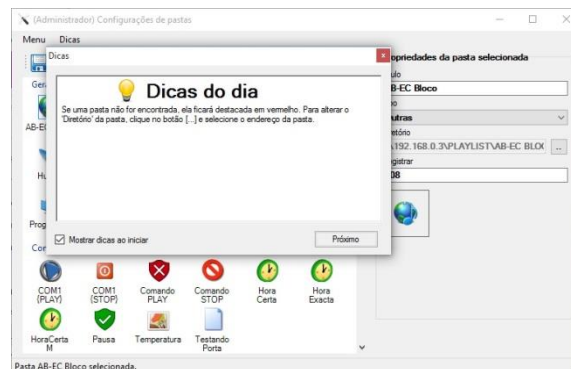 (Administrador) Configurações de pastas
Menu Dicas
Dicas
Dicas do dia
Se uma pasta não for encontrada, ela ficará destacada em vermelho. Para alterar o
'Diretório' da pasta, clique no botão [...] e selecione o endereço da pasta.
Mostrar dicas ao iniciar
Próximo
Ger
AB-E
Hu
Prog
Cor
COM1
(PLAY)
COM1
(STOP)
Comando
PLAY
Comando
STOP
Hora
Certa
Hora
Exacta
HoraCerta
M
Pausa
Temperatura
Testando
Porta
opriedades da pasta selecionada
ulo
B-EC Bloco
po
utras
retório
192.168.0.3\PLAYLIST\AB-EC BLOC
...
egistrar
08
Pasta AB-EC Bloco selecionada.